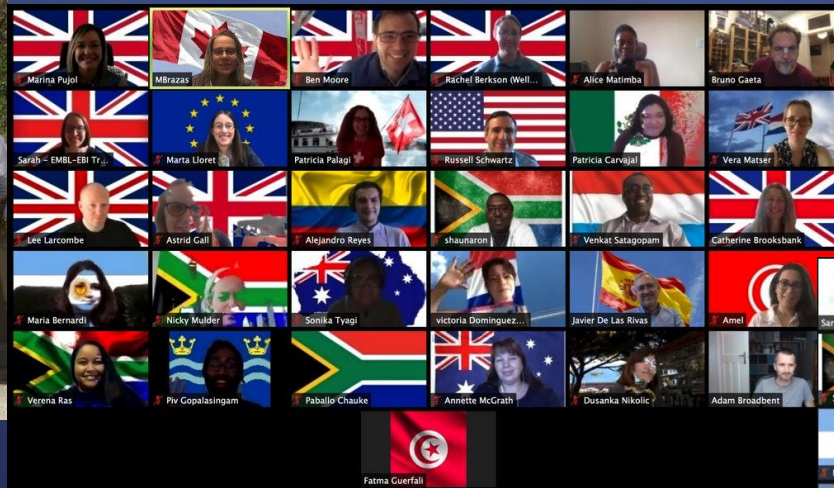 Marina Pujol
MBrazas
Ben Moore
Rachel Berkson (Well...
Alice Matimba
Bruno Gaeta
Sarah - EMBL-EBI Tr...
Marta Lloret
Patricia Palagi
Russell Schwartz
Patricia Carvajal
Vera Matser
Lee Larcombe
Astrid Gall
Alejandro Reyes
shaunaron
Venkat Satagopam
Catherine Brooksbank
Maria Bernardi
Nicky Mulder
Sonika Tyagi
victoria Dominguez...
Javier De Las Rivas
Amel
Verena Ras
Piv Gopalasingam
Paballo Chauke
Annette McGrath
Dusanka Nikolic
Adam Broadbent
Fatma Guerfali